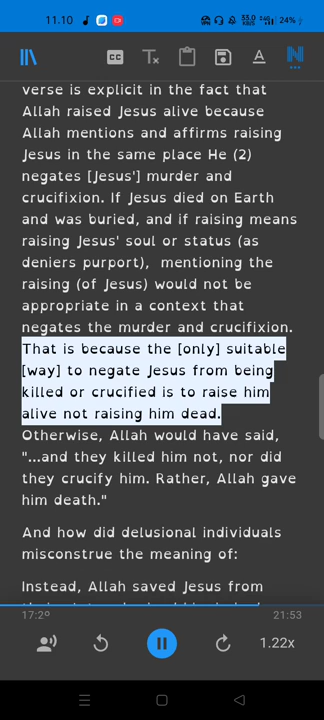 11.10
55.0 KB/S
24%
CC
A
N
verse is explicit in the fact that
Allah raised Jesus alive because
Allah mentions and affirms raising
Jesus in the same place He (2)
negates [Jesus'] murder and
crucifixion. If Jesus died on Earth
and was buried, and if raising means
raising Jesus' soul or status (as
deniers purport),  mentioning the
raising (of Jesus) would not be
appropriate in a context that
negates the murder and crucifixion.
That is because the [only] suitable
[way] to negate Jesus from being
killed or crucified is to raise him
alive not raising him dead.
Otherwise, Allah would have said,
"...and they killed him not, nor did
they crucify him. Rather, Allah gave
him death."
And how did delusional individuals
misconstrue the meaning of:
Instead, Allah saved Jesus from
21:53
1.22x